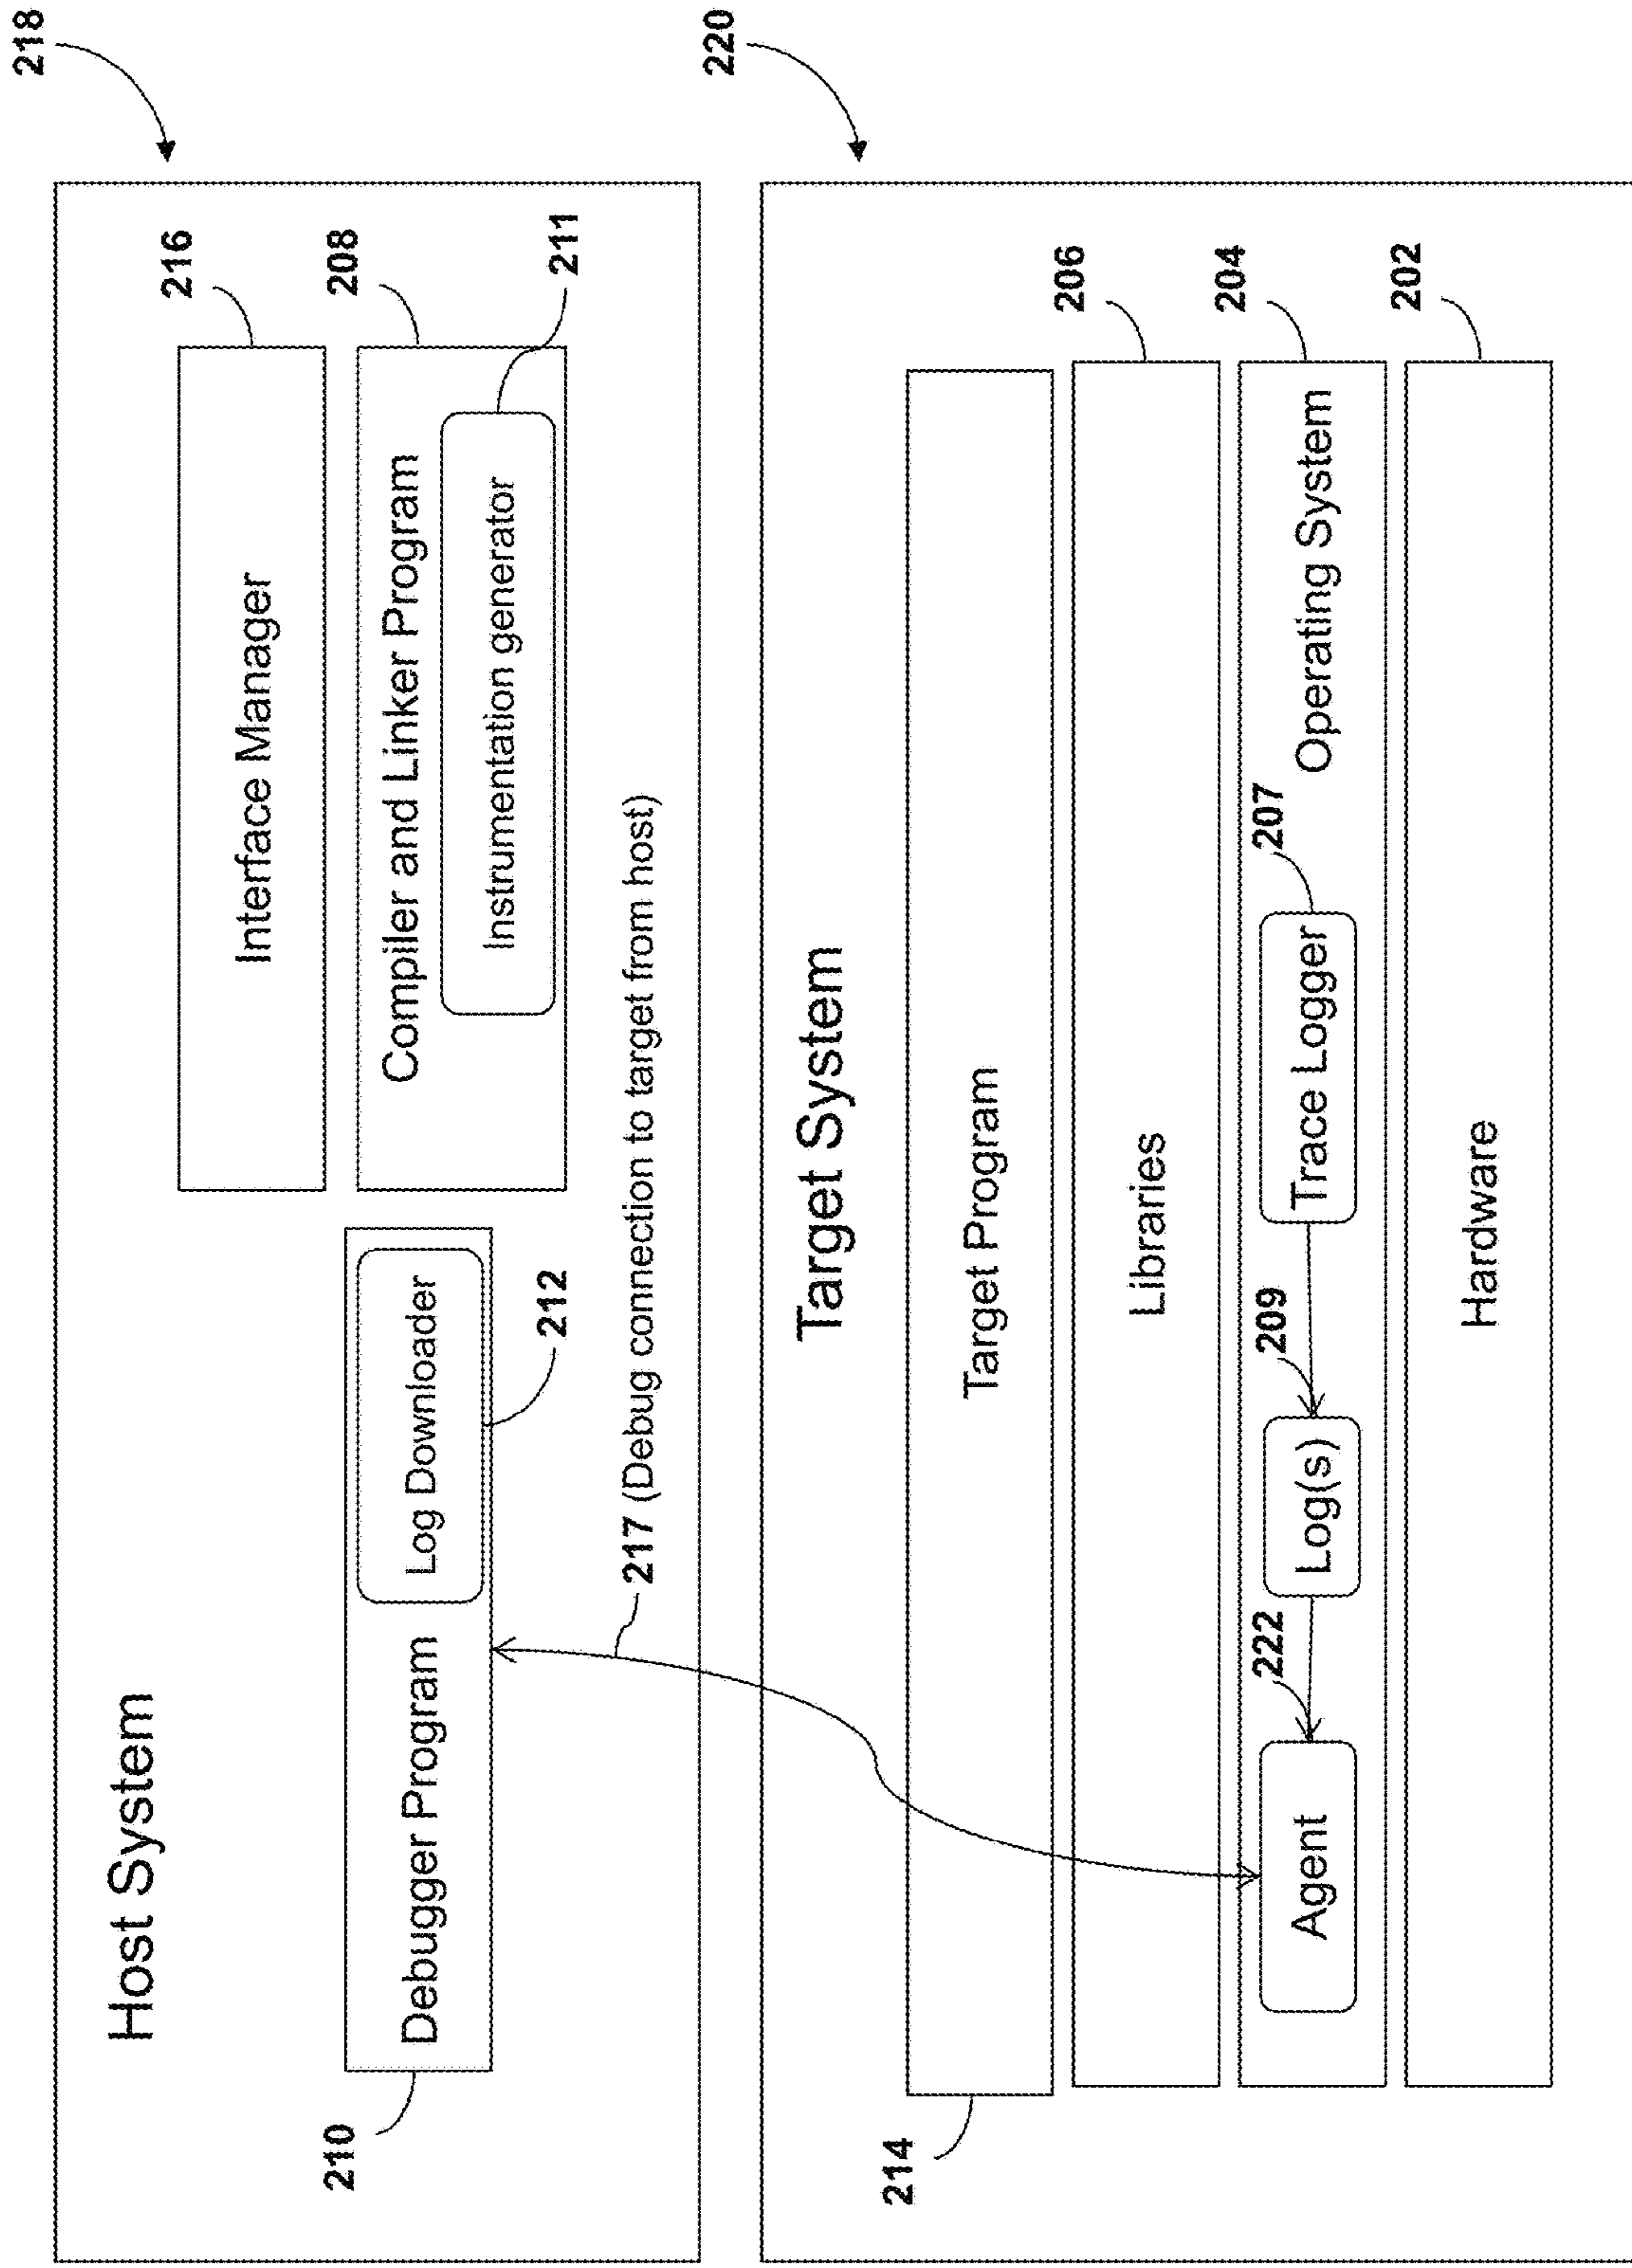 218
Host System
216
Interface Manager
208
Compiler and Linker Program
211
Instrumentation generator
210
Debugger Program
Log Downloader
212
217 (Debug connection to target from host)
220
Target System
214
Target Program
206
Libraries
204
Operating System
207
Trace Logger
209
Log(s)
222
Agent
202
Hardware